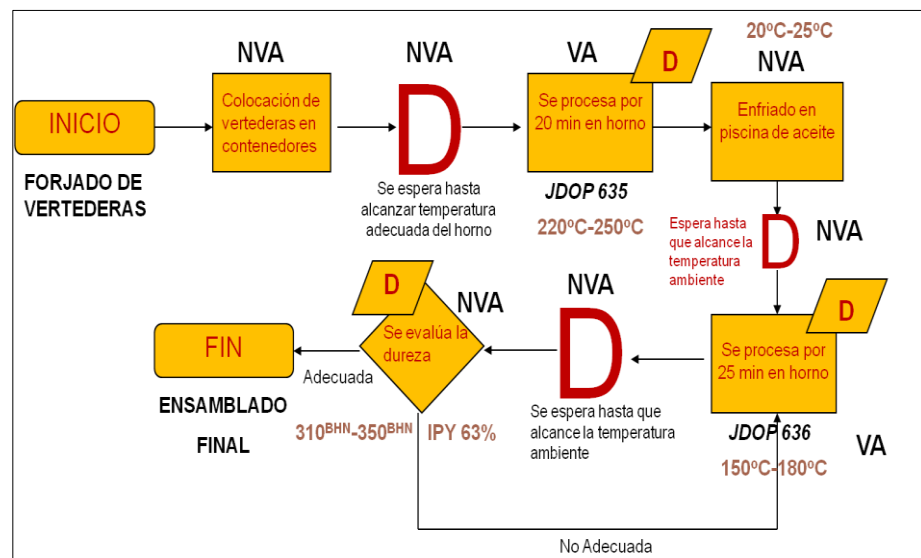 INICIO
FORJADO DE
VERTEDERAS
NVA
Colocación de
vertederas en
contenedores
NVA
D
Se espera hasta
alcanzar temperatura
adecuada del horno
VA
D
Se procesa por
20 min en horno
JDOP 635
220ºC-250ºC
20ºC-25ºC
NVA
Enfriado en
piscina de aceite
Espera hasta
que alcance la
temperatura
ambiente
D
NVA
D
Se procesa por
25 min en horno
JDOP 636
150ºC-180ºC
VA
NVA
D
Se espera hasta que
alcance la temperatura
ambiente
D
NVA
Se evalúa la
dureza
Adecuada
310BHN-350BHN
IPY 63%
FIN
ENSAMBLADO
FINAL
No Adecuada